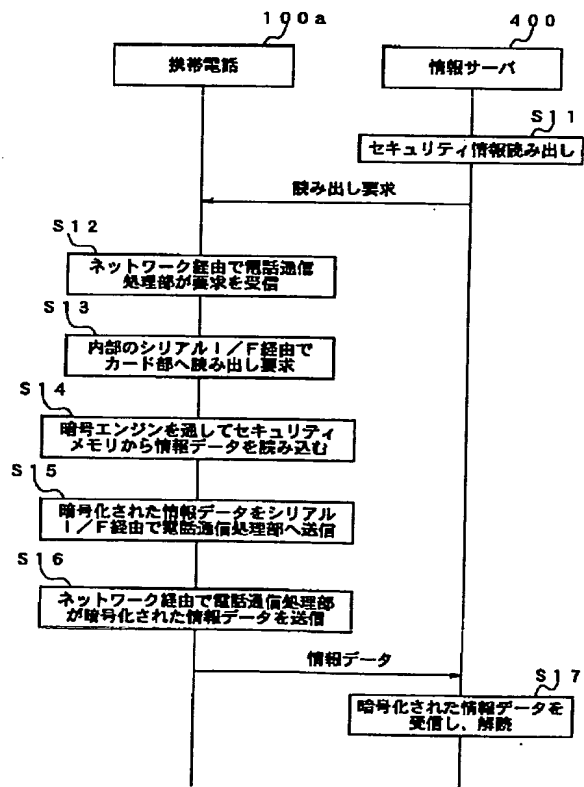 １００ａ
４００
携帯電話
情報サーバ
Ｓ１１
セキュリティ情報読み出し
読み出し要求
Ｓ１２
ネットワーク経由で電話通信
処理部が要求を受信
Ｓ１３
内部のシリアルＩ／Ｆ経由で
カード部へ読み出し要求
Ｓ１４
暗号エンジンを通してセキュリティ
メモリから情報データを読み込む
Ｓ１５
暗号化された情報データをシリアル
Ｉ／Ｆ経由で電話通信処理部へ送信
Ｓ１６
ネットワーク経由で電話通信処理部
が暗号化された情報データを送信
情報データ
Ｓ１７
暗号化された情報データを
受信し、解読